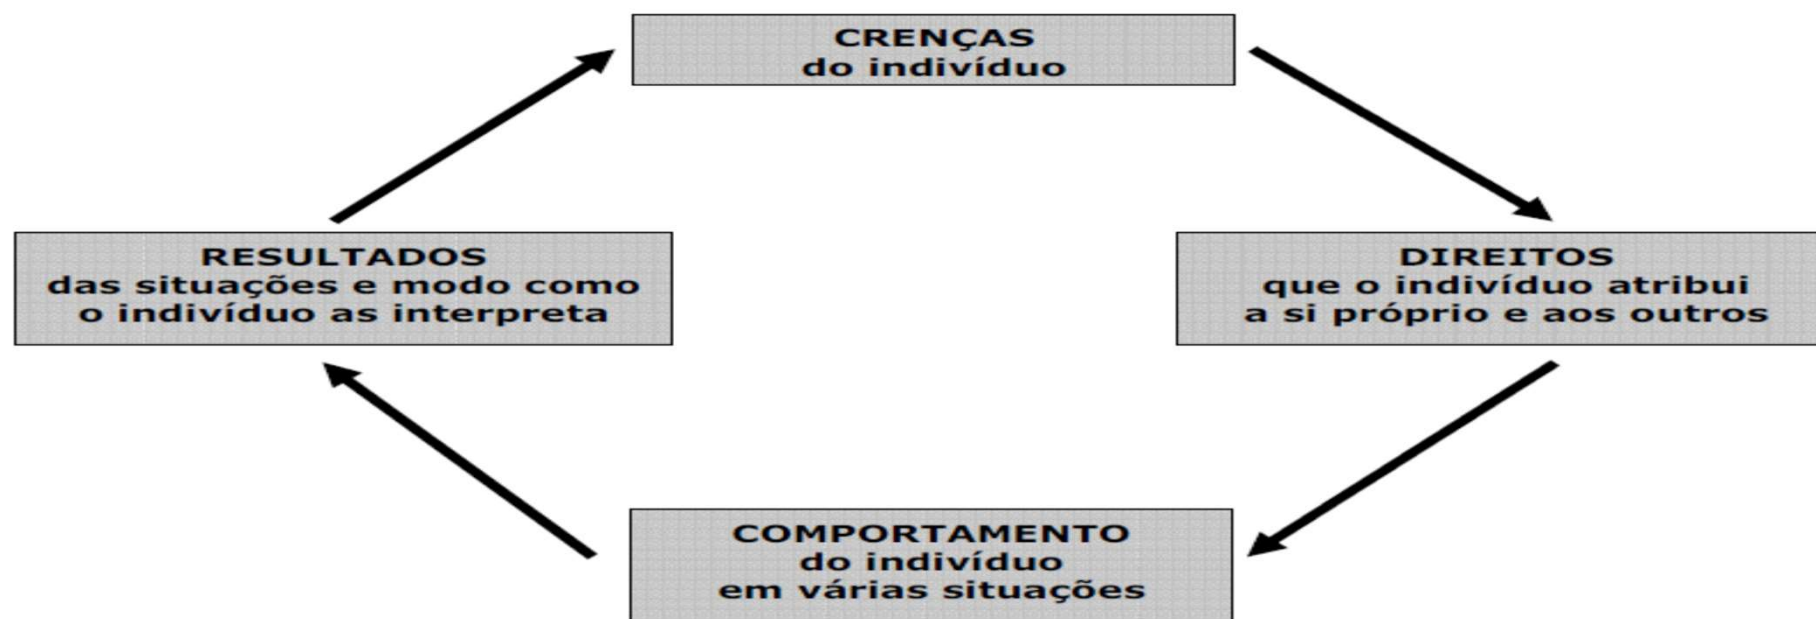 CRENÇAS
do indivíduo
RESULTADOS
das situações e modo como
o indivíduo as interpreta
DIREITOS
que o indivíduo atribui
a si próprio e aos outros
COMPORTAMENTO
do indivíduo
em várias situações